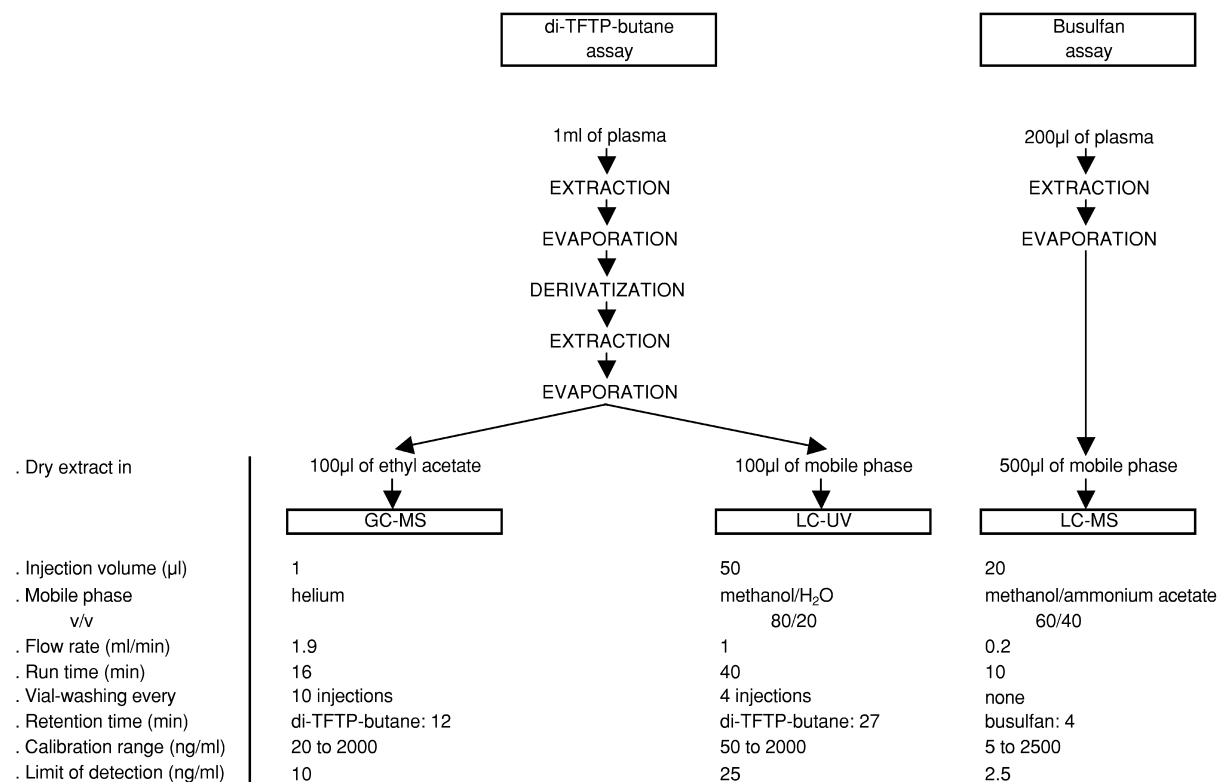 di-TFTP-butane
assay
Busulfan
assay
1ml of plasma
200µl of plasma
EXTRACTION
EXTRACTION
EVAPORATION
EVAPORATION
DERIVATIZATION
EXTRACTION
EVAPORATION
. Dry extract in
100µl of ethyl acetate
100µl of mobile phase
500µl of mobile phase
GC-MS
LC-UV
LC-MS
. Injection volume (µl)
1
50
20
. Mobile phase
helium
methanol/H₂O
methanol/ammonium acetate
v/v
80/20
60/40
. Flow rate (ml/min)
1.9
1
0.2
. Run time (min)
16
40
10
. Vial-washing every
10 injections
4 injections
none
. Retention time (min)
di-TFTP-butane: 12
di-TFTP-butane: 27
busulfan: 4
. Calibration range (ng/ml)
20 to 2000
50 to 2000
5 to 2500
. Limit of detection (ng/ml)
10
25
2.5